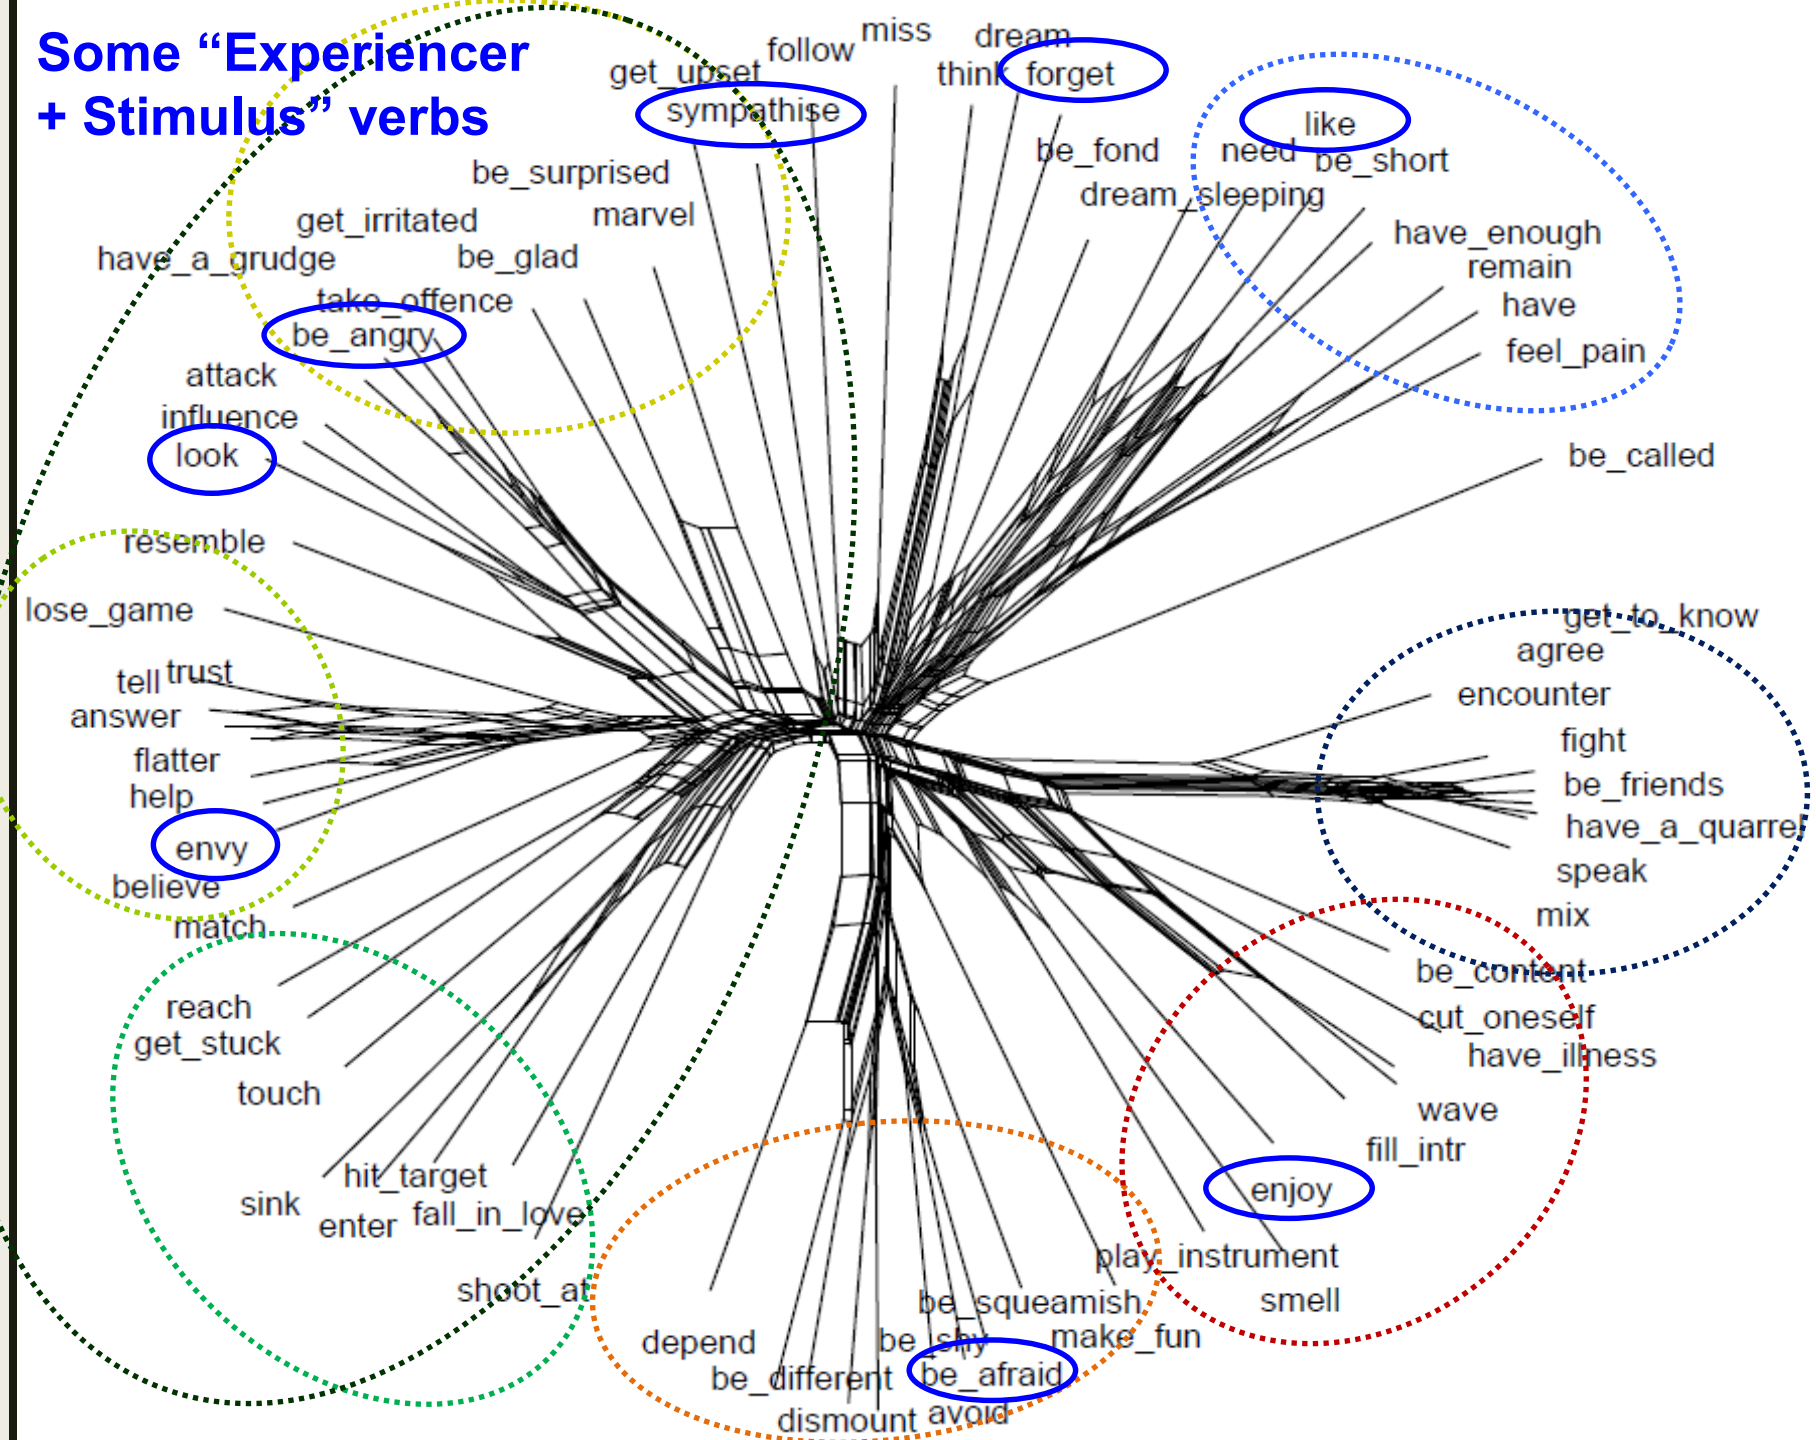 Some “Experiencer
+ Stimulus” verbs
miss
dream
follow
get_upset
think
forget
sympathise
like
be_fond
need
be_short
be_surprised
dream_sleeping
marvel
get_irritated
have_enough
have_a_grudge
be_glad
remain
take_offence
have
be_angry
feel_pain
attack
influence
look
be_called
resemble
lose_game
get_to_know
agree
trust
tell
encounter
answer
fight
flatter
be_friends
help
have_a_quarrel
envy
speak
believe
mix
match
be_content
reach
cut_oneself
get_stuck
have_illness
touch
wave
fill_intr
hit_target
enjoy
sink
fall_in_love
enter
play_instrument
shoot_at
be_squeamish
smell
depend
be_shy
make_fun
be_different
be_afraid
dismount
avoid